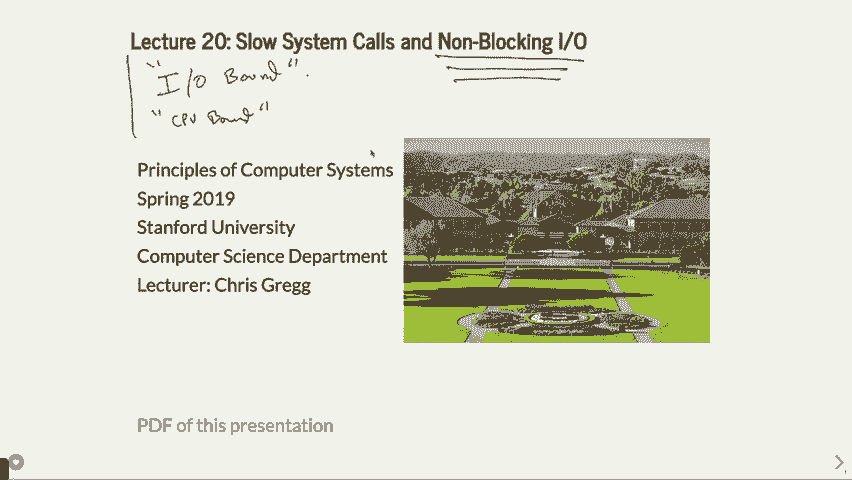 Lecture 20: Slow System Calls and Non-Blocking I/O
"I/O Bound".
"CPU Bound"
Principles of Computer Systems
Spring 2019
Stanford University
Computer Science Department
Lecturer: Chris Gregg
PDF of this presentation